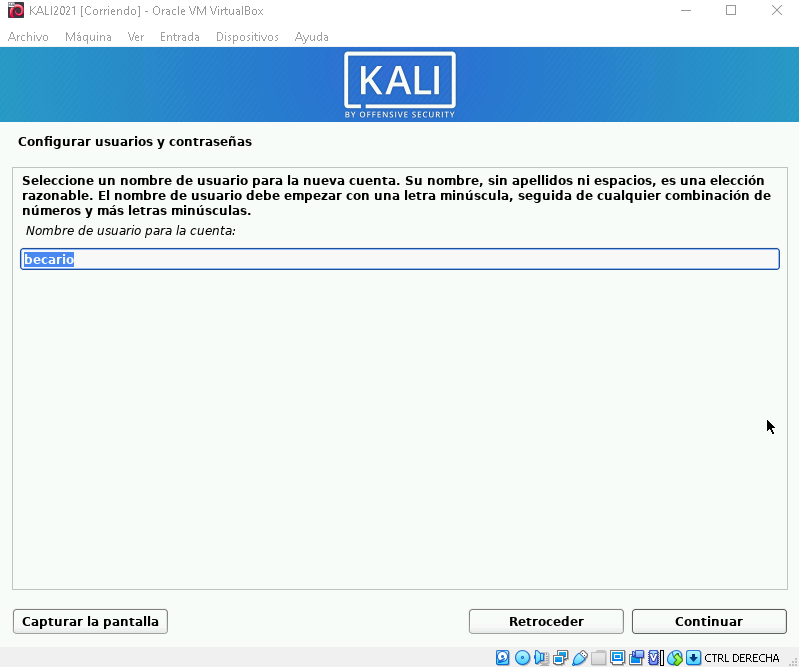 KALI2021 [Corriendo] - Oracle VM VirtualBox
Archivo Máquina Ver Entrada Dispositivos Ayuda
KALI
BY OFFENSIVE SECURITY
Configurar usuarios y contraseñas
Seleccione un nombre de usuario para la nueva cuenta. Su nombre, sin apellidos ni espacios, es una elección
razonable. El nombre de usuario debe empezar con una letra minúscula, seguida de cualquier combinación de
números y más letras minúsculas.
Nombre de usuario para la cuenta:
becario
Capturar la pantalla Retroceder Continuar
CTRL DERECHA